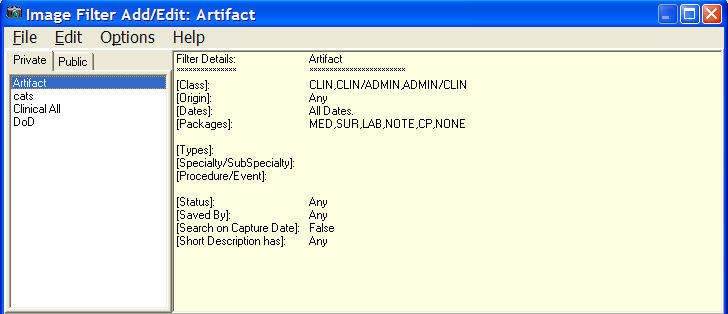 Image Filter Add/Edit: Artifact
File Edit Options Help
Private Public
Artifact
cats
Clinical All
DoD
Filter Details: Artifact
************** **********************
[Class]: CLIN,CLIN/ADMIN,ADMIN/CLIN
[Origin]: Any
[Dates]: All Dates.
[Packages]: MED,SUR,LAB,NOTE,CP,NONE
[Types]:
[Specialty/SubSpecialty]:
[Procedure/Event]:
[Status]: Any
[Saved By]: Any
[Search on Capture Date]: False
[Short Description has]: Any